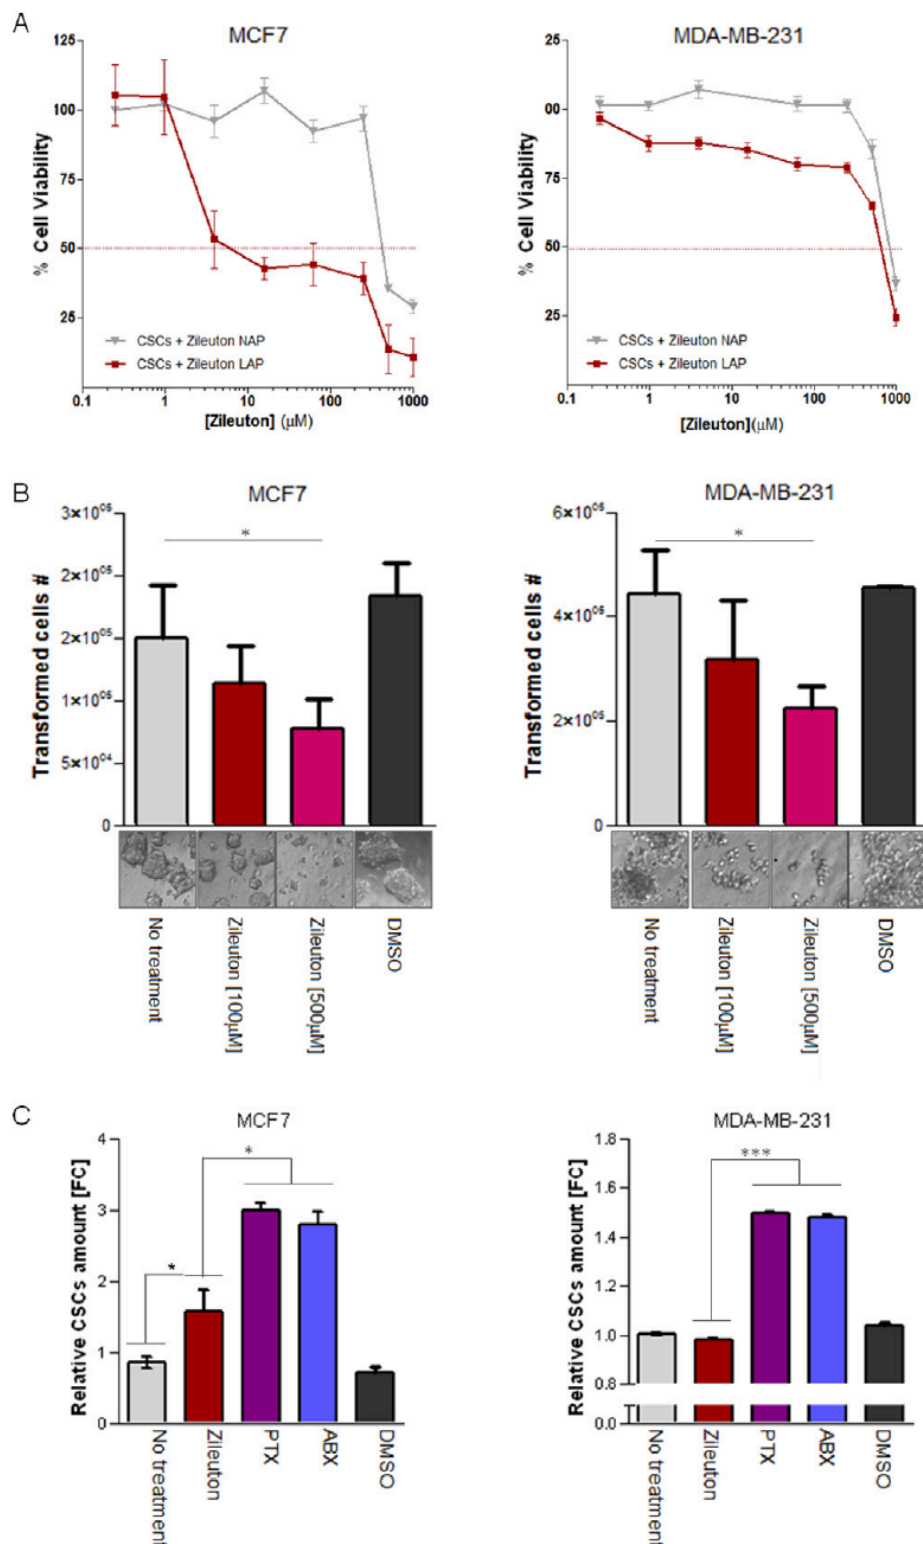 A
MCF7
MDA-MB-231
% Cell Viability
125
100
75
50
25
CSCs + Zileuton NAP
CSCs + Zileuton LAP
0.1
1
10
100
1000
[Zileuton] (μM)
% Cell Viability
25
00
75
50
25
CSCs + Zileuton NAP
CSCs + Zileuton LAP
0.1
1
10
100
1000
[Zileuton](μM)
B
MCF7
Transformed cells #
3×10⁰⁵
2×10⁰⁵
2×10⁰⁵
1×10⁰⁵
5×10⁰⁴
0
*
No treatment
Zileuton [100μM]
Zileuton [500μM]
DMSO
MDA-MB-231
Transformed cells #
6×10⁰⁵
4×10⁰⁵
2×10⁰⁵
0
*
No treatment
Zileuton [100μM]
Zileuton [500μM]
DMSO
C
MCF7
Relative CSCs amount [FC]
4
3
2
1
0
*
*
No treatment
Zileuton
PTX
ABX
DMSO
MDA-MB-231
Relative CSCs amount [FC]
1.8
1.6
1.4
1.2
1.0
0.8
0.0
***
No treatment
Zileuton
PTX
ABX
DMSO